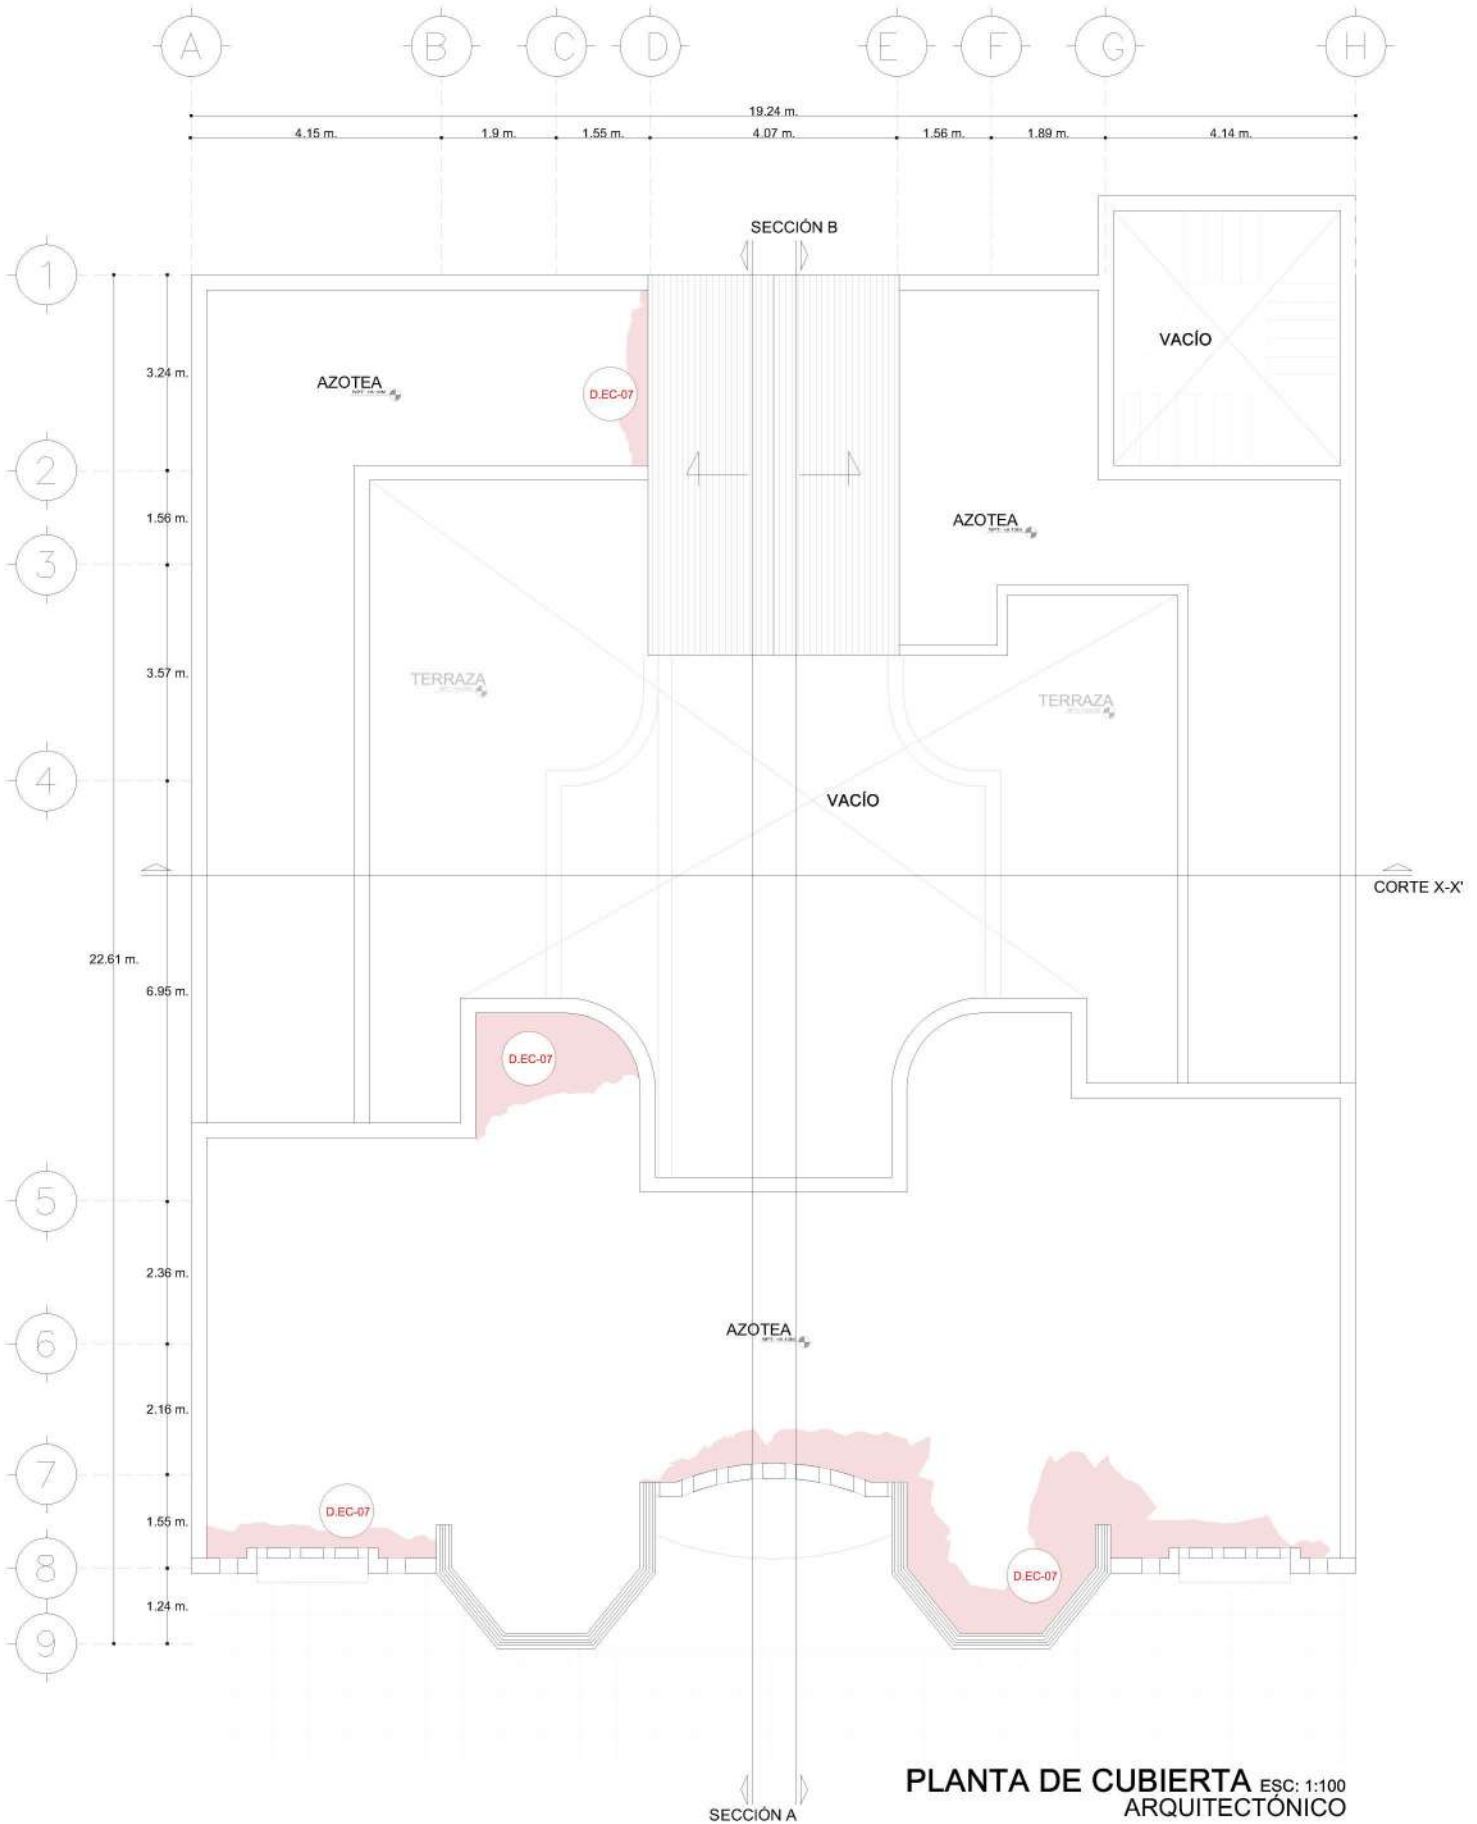 A B C D E F G H
19.24 m.
4.15 m. 1.9 m. 1.55 m. 4.07 m. 1.56 m. 1.89 m. 4.14 m.
SECCIÓN B
1
VACÍO
3.24 m.
AZOTEA
D.EC-07
2
1.56 m.
AZOTEA
3
3.57 m.
TERRAZA
TERRAZA
4
VACÍO
CORTE X-X'
22.61 m.
6.95 m.
D.EC-07
5
2.36 m.
AZOTEA
6
2.16 m.
7
D.EC-07
1.55 m.
8
D.EC-07
1.24 m.
9
PLANTA DE CUBIERTA ESC: 1:100
ARQUITECTÓNICO
SECCIÓN A